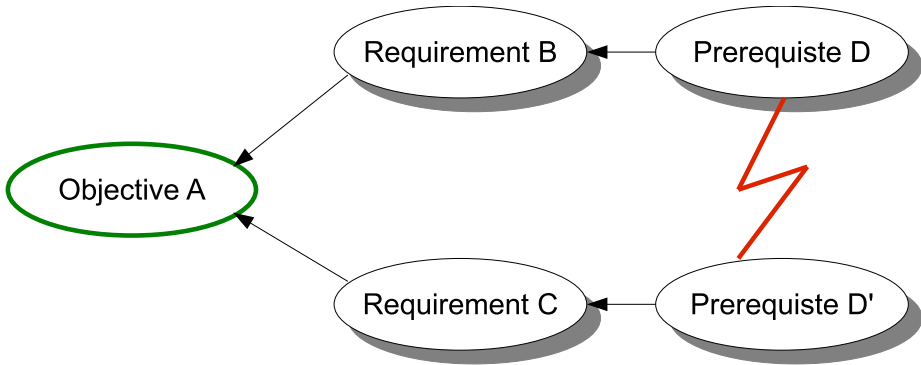 Requirement B
Prerequiste D
Objective A
Requirement C
Prerequiste D'